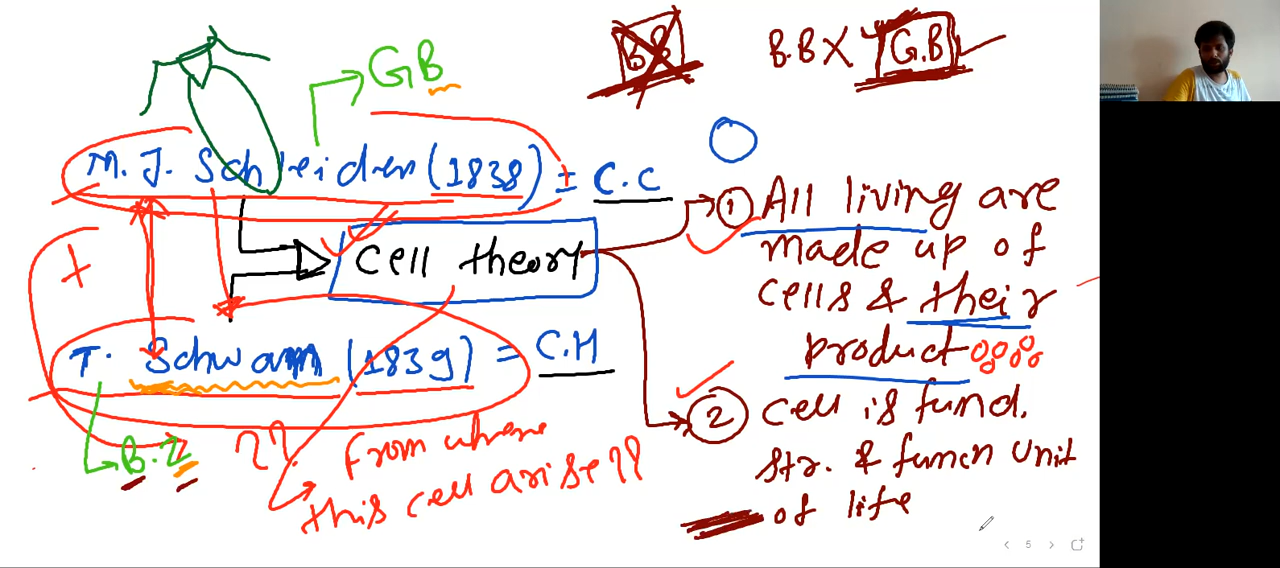 BB
B.B X G.B
GB
M. J. Schleiden (1838) = C.C
Cell theory
T. Schwann (1839) = C.H
B.Z
??. From where
this cell arise??
1 All living are
made up of
cells & their
product
2 Cell is fund.
str. & funcn unit
of life
5